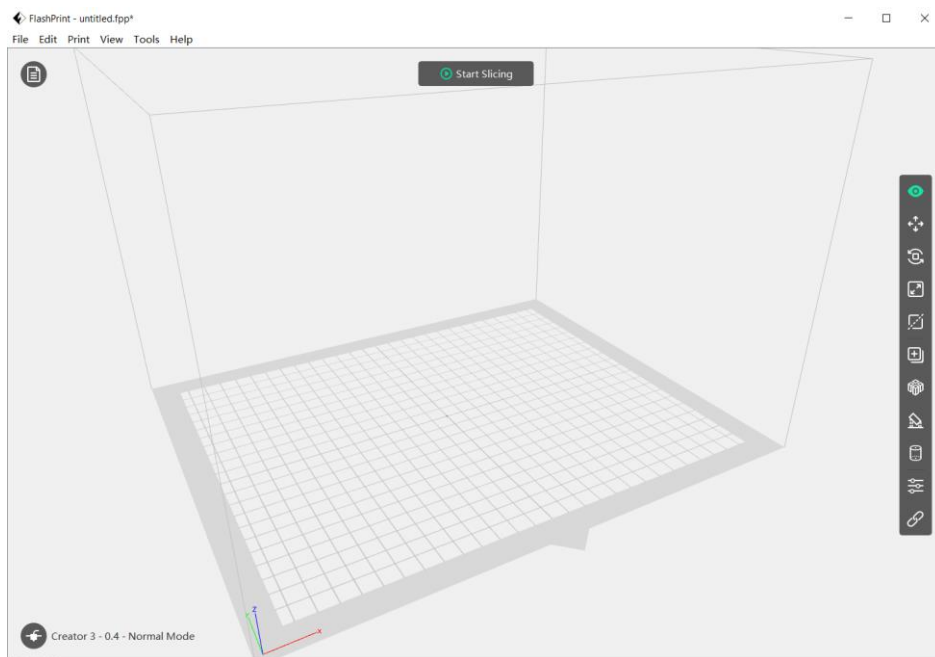 FlashPrint - untitled.fpp*
File Edit Print View Tools Help
Start Slicing
Z
Y
X
Creator 3 - 0.4 - Normal Mode